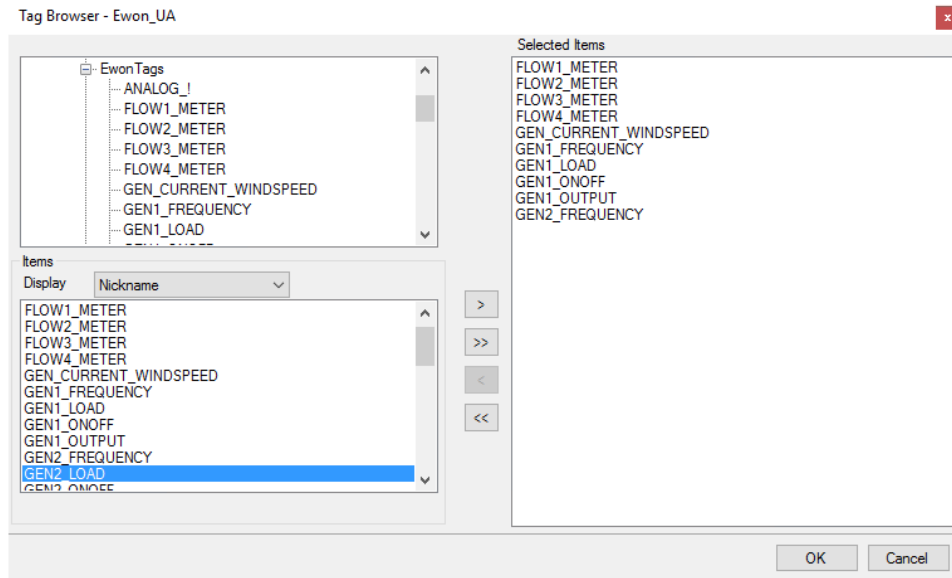 Tag Browser - Ewon_UA
x
EwonTags
ANALOG_!
FLOW1_METER
FLOW2_METER
FLOW3_METER
FLOW4_METER
GEN_CURRENT_WINDSPEED
GEN1_FREQUENCY
GEN1_LOAD
Items
Display
Nickname
FLOW1_METER
FLOW2_METER
FLOW3_METER
FLOW4_METER
GEN_CURRENT_WINDSPEED
GEN1_FREQUENCY
GEN1_LOAD
GEN1_ONOFF
GEN1_OUTPUT
GEN2_FREQUENCY
GEN2_LOAD
GEN2_ONOFF
>
>>
<
<<
Selected Items
FLOW1_METER
FLOW2_METER
FLOW3_METER
FLOW4_METER
GEN_CURRENT_WINDSPEED
GEN1_FREQUENCY
GEN1_LOAD
GEN1_ONOFF
GEN1_OUTPUT
GEN2_FREQUENCY
OK
Cancel